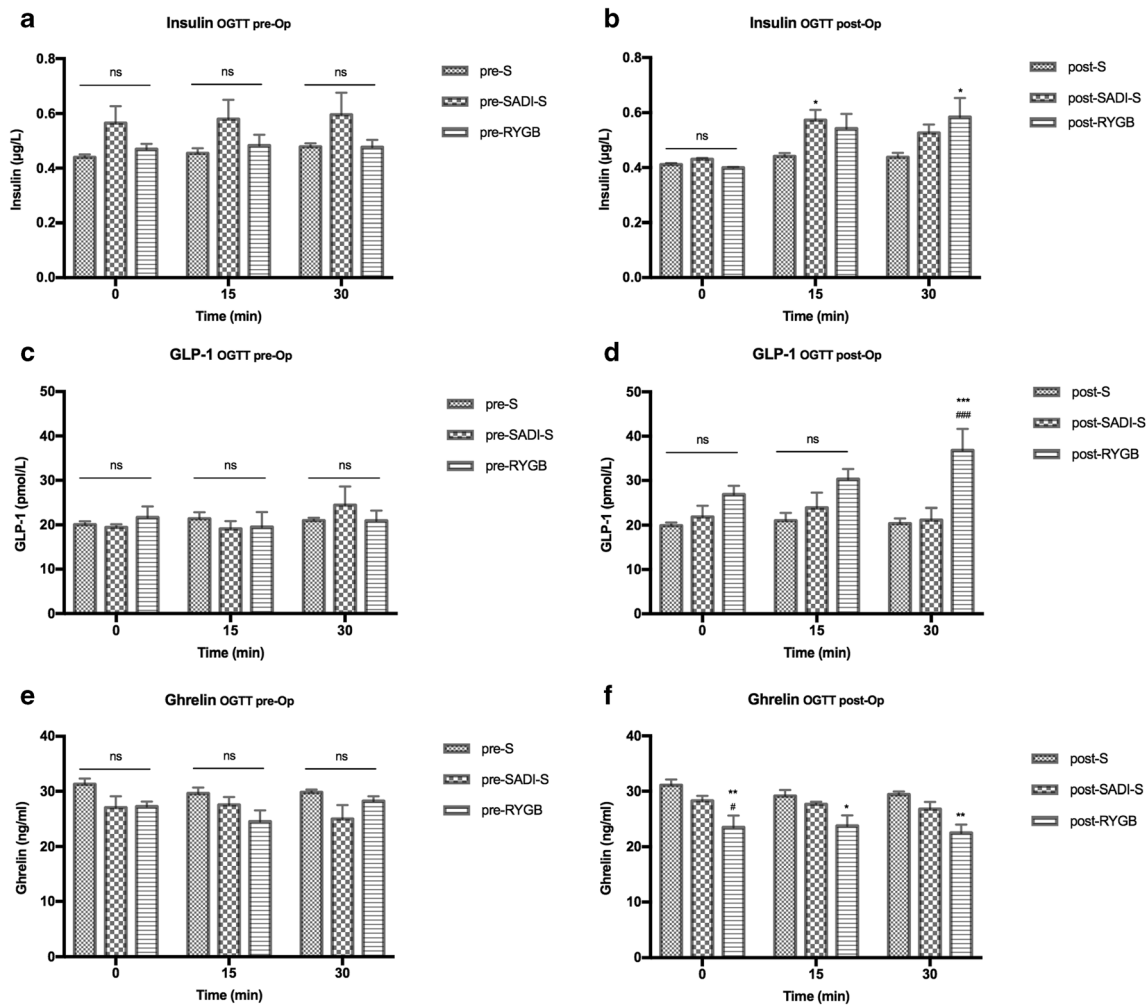 a
Insulin OGTT pre-Op
0.8
0.6
0.4
0.2
0.0
Insulin (µg/L)
ns
ns
ns
0
15
30
Time (min)
pre-S
pre-SADI-S
pre-RYGB
b
Insulin OGTT post-Op
0.8
0.6
0.4
0.2
0.0
Insulin (µg/L)
ns
*
*
0
15
30
Time (min)
post-S
post-SADI-S
post-RYGB
c
GLP-1 OGTT pre-Op
50
40
30
20
10
0
GLP-1 (pmol/L)
ns
ns
ns
0
15
30
Time (min)
pre-S
pre-SADI-S
pre-RYGB
d
GLP-1 OGTT post-Op
50
40
30
20
10
0
GLP-1 (pmol/L)
ns
ns
***
###
0
15
30
Time (min)
post-S
post-SADI-S
post-RYGB
e
Ghrelin OGTT pre-Op
40
30
20
10
0
Ghrelin (ng/ml)
ns
ns
ns
0
15
30
Time (min)
pre-S
pre-SADI-S
pre-RYGB
f
Ghrelin OGTT post-Op
40
30
20
10
0
Ghrelin (ng/ml)
**
#
*
**
0
15
30
Time (min)
post-S
post-SADI-S
post-RYGB